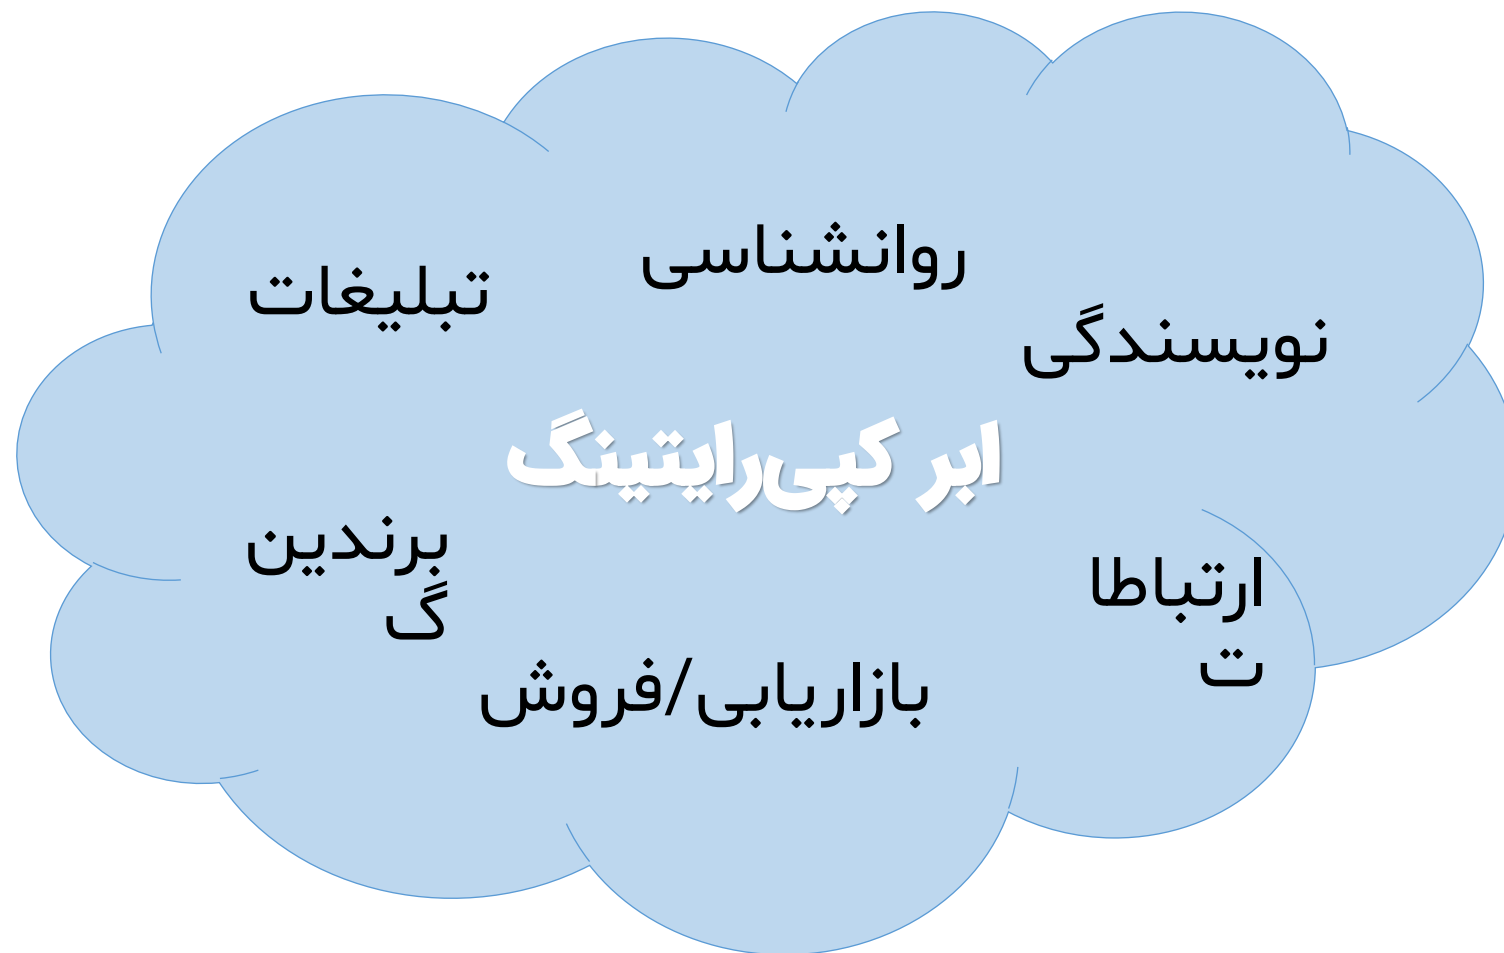 روانشناسی
تبلیغات
نویسندگی
ابر کپی‌رایتینگ
برندین
گ
ارتباطا
ت
بازاریابی/فروش